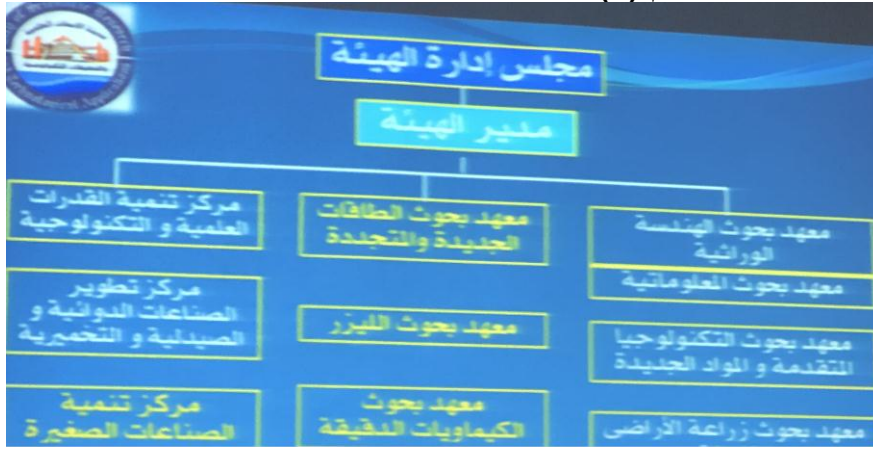 مجلس إدارة الهيئة
مدير الهيئة
معهد بحوث الهندسة
الوراثية
معهد بحوث المعلوماتية
معهد بحوث التكنولوجيا
المتقدمة و المواد الجديدة
معهد بحوث زراعة الأراضى
معهد بحوث الطاقات
الجديدة والمتجددة
معهد بحوث الليزر
معهد بحوث
الكيماويات الدقيقة
مركز تنمية القدرات
العلمية و التكنولوجية
مركز تطوير
الصناعات الدوائية و
الصيدلية و التخميرية
مركز تنمية
الصناعات الصغيرة